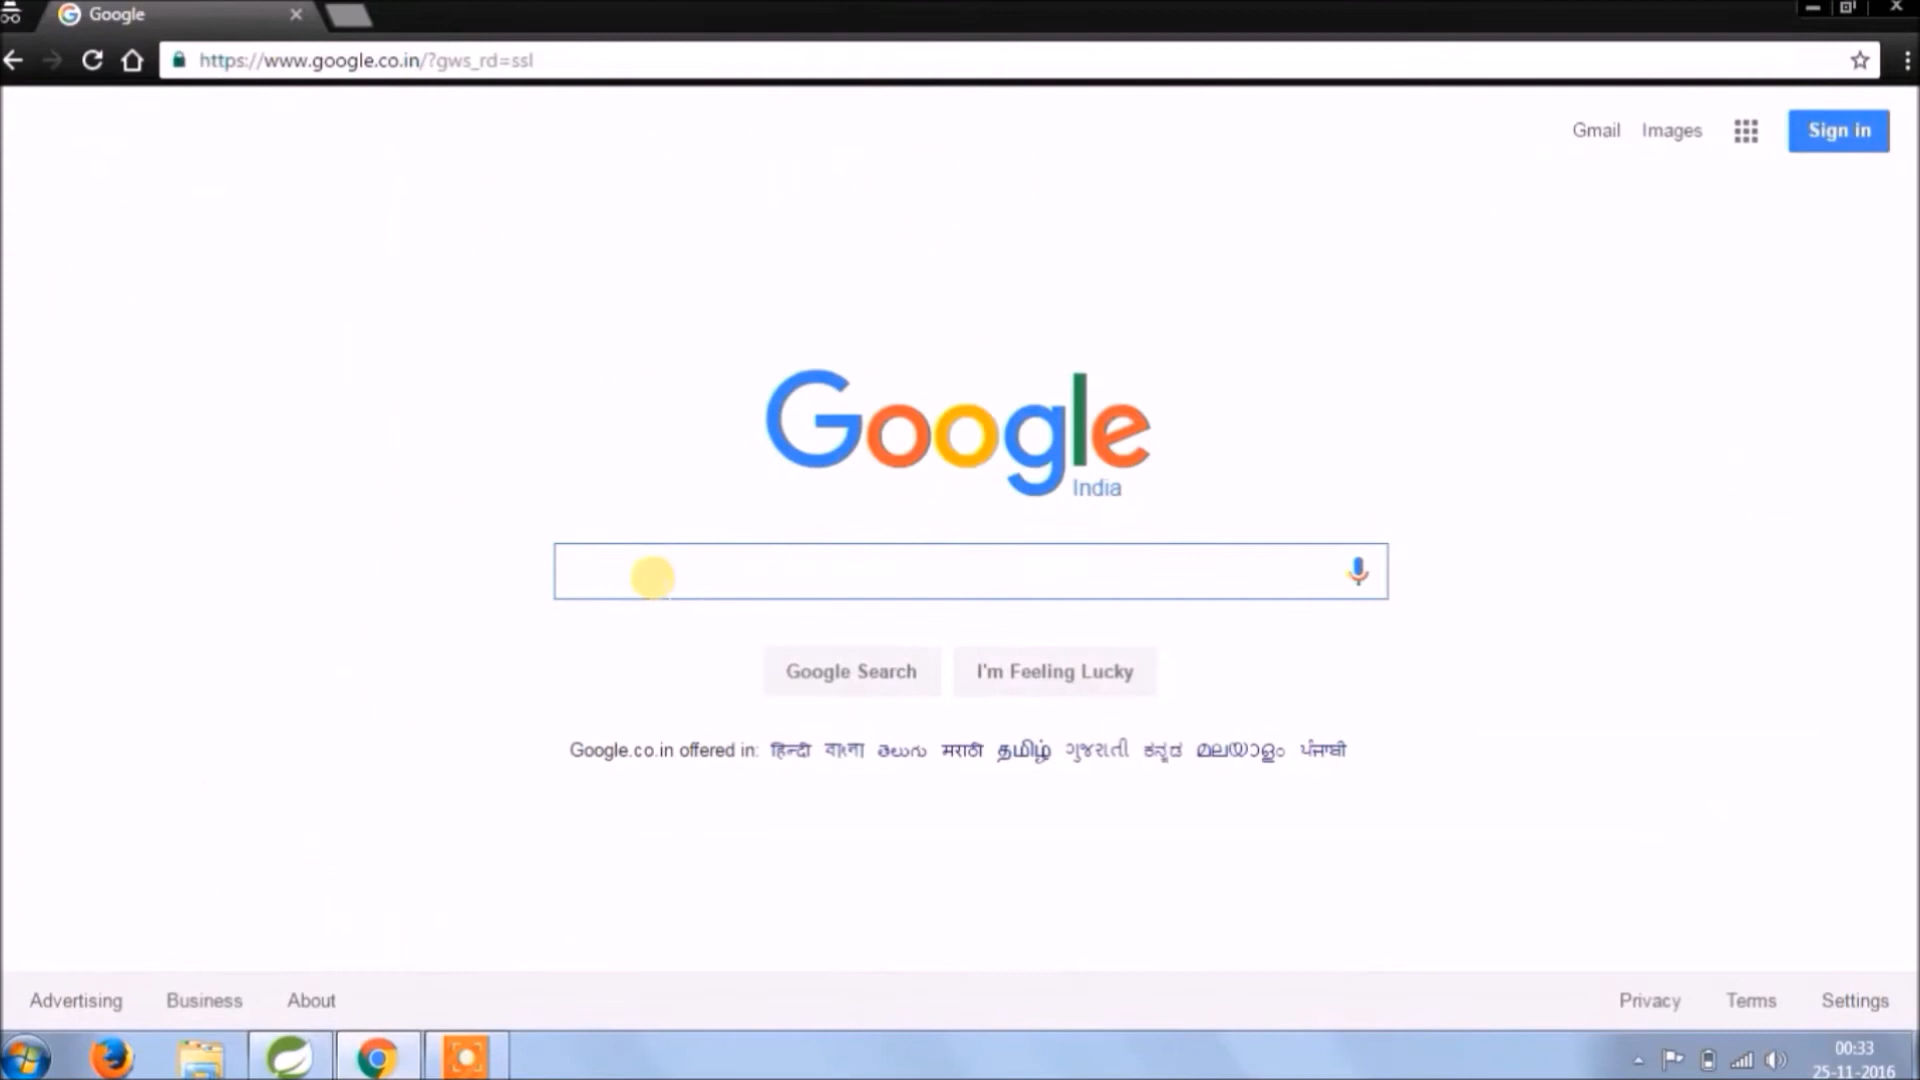 Google
https://www.google.co.in/?gws_rd=ssl
Gmail Images Sign in
Google
India
Google Search I'm Feeling Lucky
Google.co.in offered in: हिन्दी বাংলা తెలుగు मराठी தமிழ் ગુજરાતી ಕನ್ನಡ മലയാളം ਪੰਜਾਬੀ
Advertising Business About Privacy Terms Settings
00:33
25-11-2016